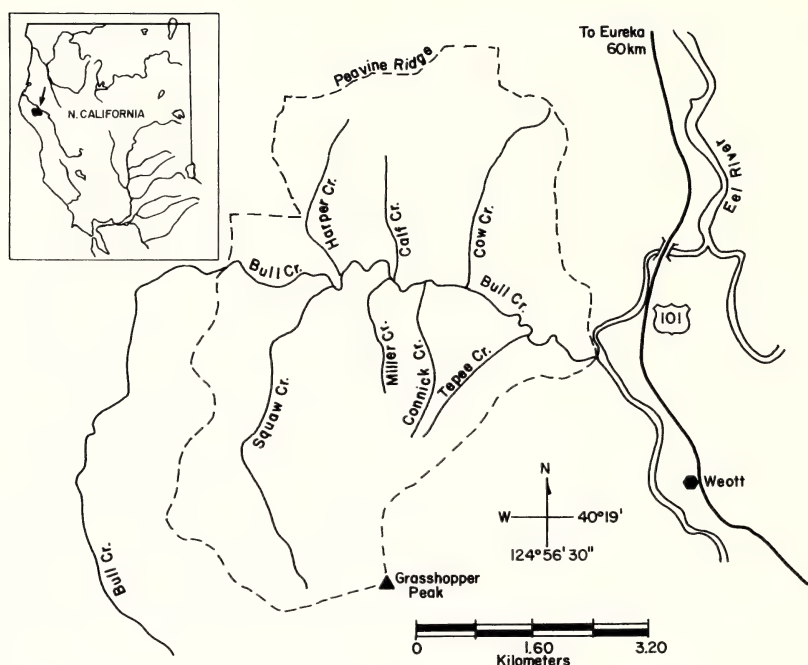 To Eureka
60km
Peavine Ridge
N. CALIFORNIA
Eel River
Harper Cr.
Calf Cr.
Cow Cr.
Bull Cr.
Bull Cr.
101
Miller Cr.
Connick Cr.
Tepee Cr.
Squaw Cr.
Weott
N
W
40°19'
124°56'30"
Bull Cr.
Grasshopper
Peak
0 1.60 3.20
Kilometers